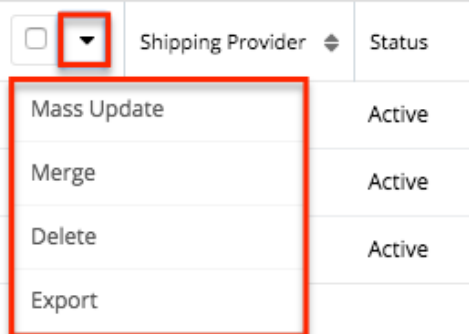 Shipping Provider Status
Mass Update Active
Merge Active
Delete Active
Export